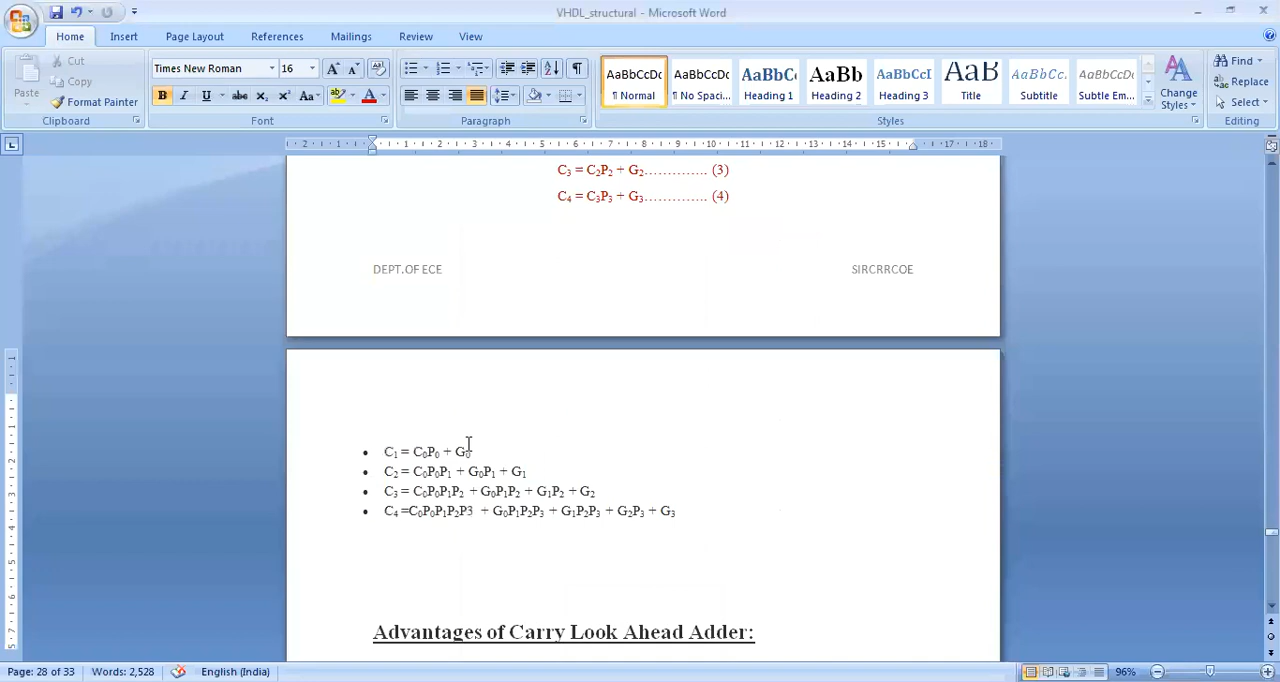 VHDL_structural - Microsoft Word
Home Insert Page Layout References Mailings Review View
Paste
Cut
Copy
Format Painter
Clipboard
Times New Roman 16
Font
Paragraph
AaBbCcDc AaBbCcDc AaBbC AaBb AaBbCcI AaB AaBbCc. AaBbCcDc
¶ Normal ¶ No Spaci... Heading 1 Heading 2 Heading 3 Title Subtitle Subtle Em...
Styles
Change Styles
Find
Replace
Select
Editing
C₃ = C₂P₂ + G₂………….. (3)
C₄ = C₃P₃ + G₃………….. (4)
DEPT.OF ECE SIRCRRCOE
• C₁ = C₀P₀ + G₀
• C₂ = C₀P₀P₁ + G₀P₁ + G₁
• C₃ = C₀P₀P₁P₂ + G₀P₁P₂ + G₁P₂ + G₂
• C₄ =C₀P₀P₁P₂P3 + G₀P₁P₂P₃ + G₁P₂P₃ + G₂P₃ + G₃
Advantages of Carry Look Ahead Adder:
Page: 28 of 33 Words: 2,528 English (India) 96%